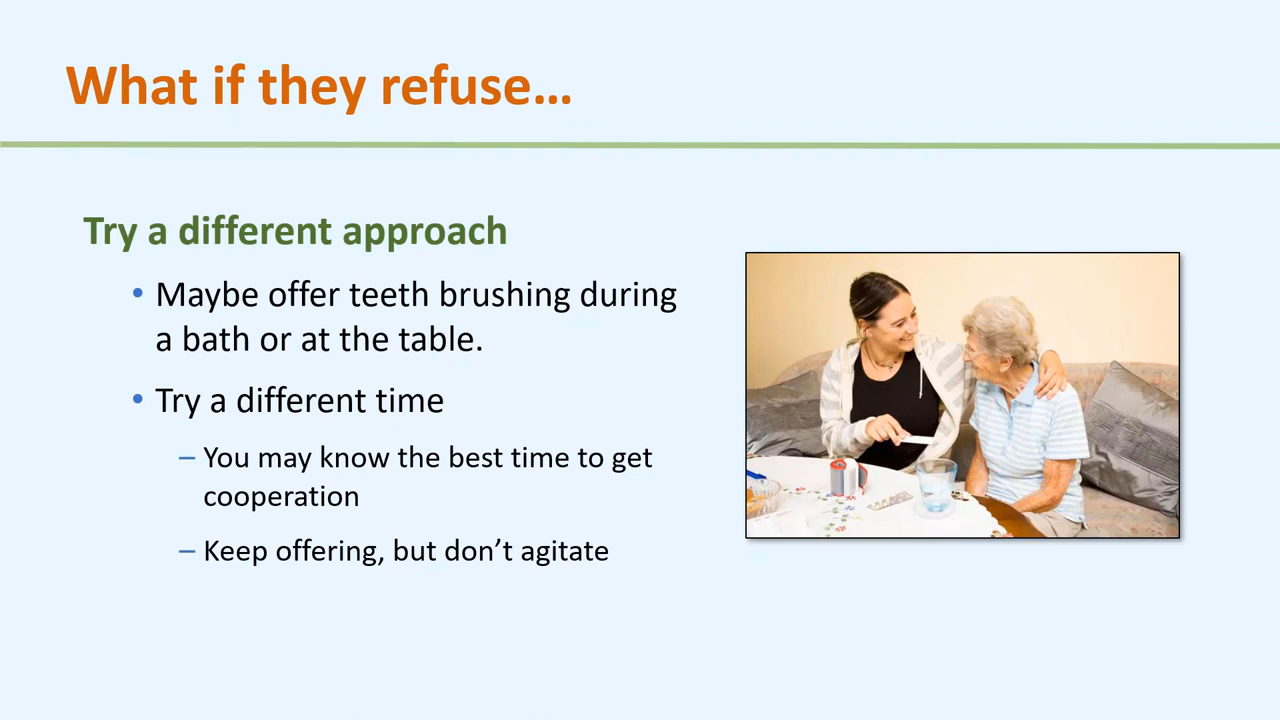 What if they refuse…
Try a different approach
• Maybe offer teeth brushing during
a bath or at the table.
• Try a different time
– You may know the best time to get
cooperation
– Keep offering, but don’t agitate